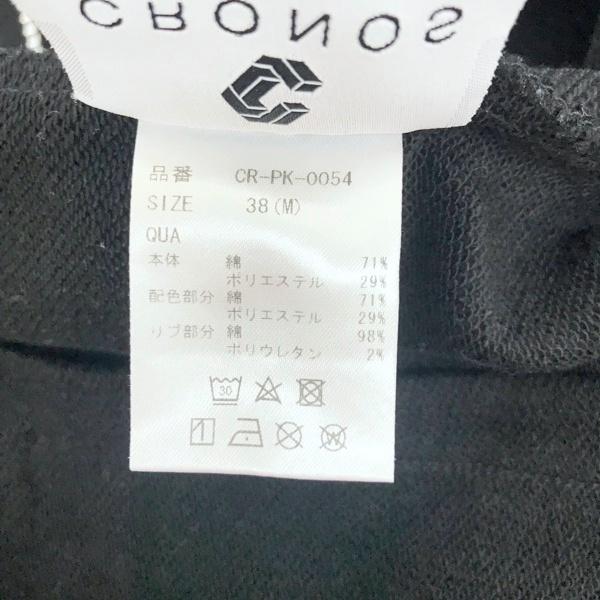 CRONOS
品番 CR-PK-0054
SIZE 38(M)
QUA
本体 綿 71%
ポリエステル 29%
配色部分 綿 71%
ポリエステル 29%
リブ部分 綿 98%
ポリウレタン 2%
30
W